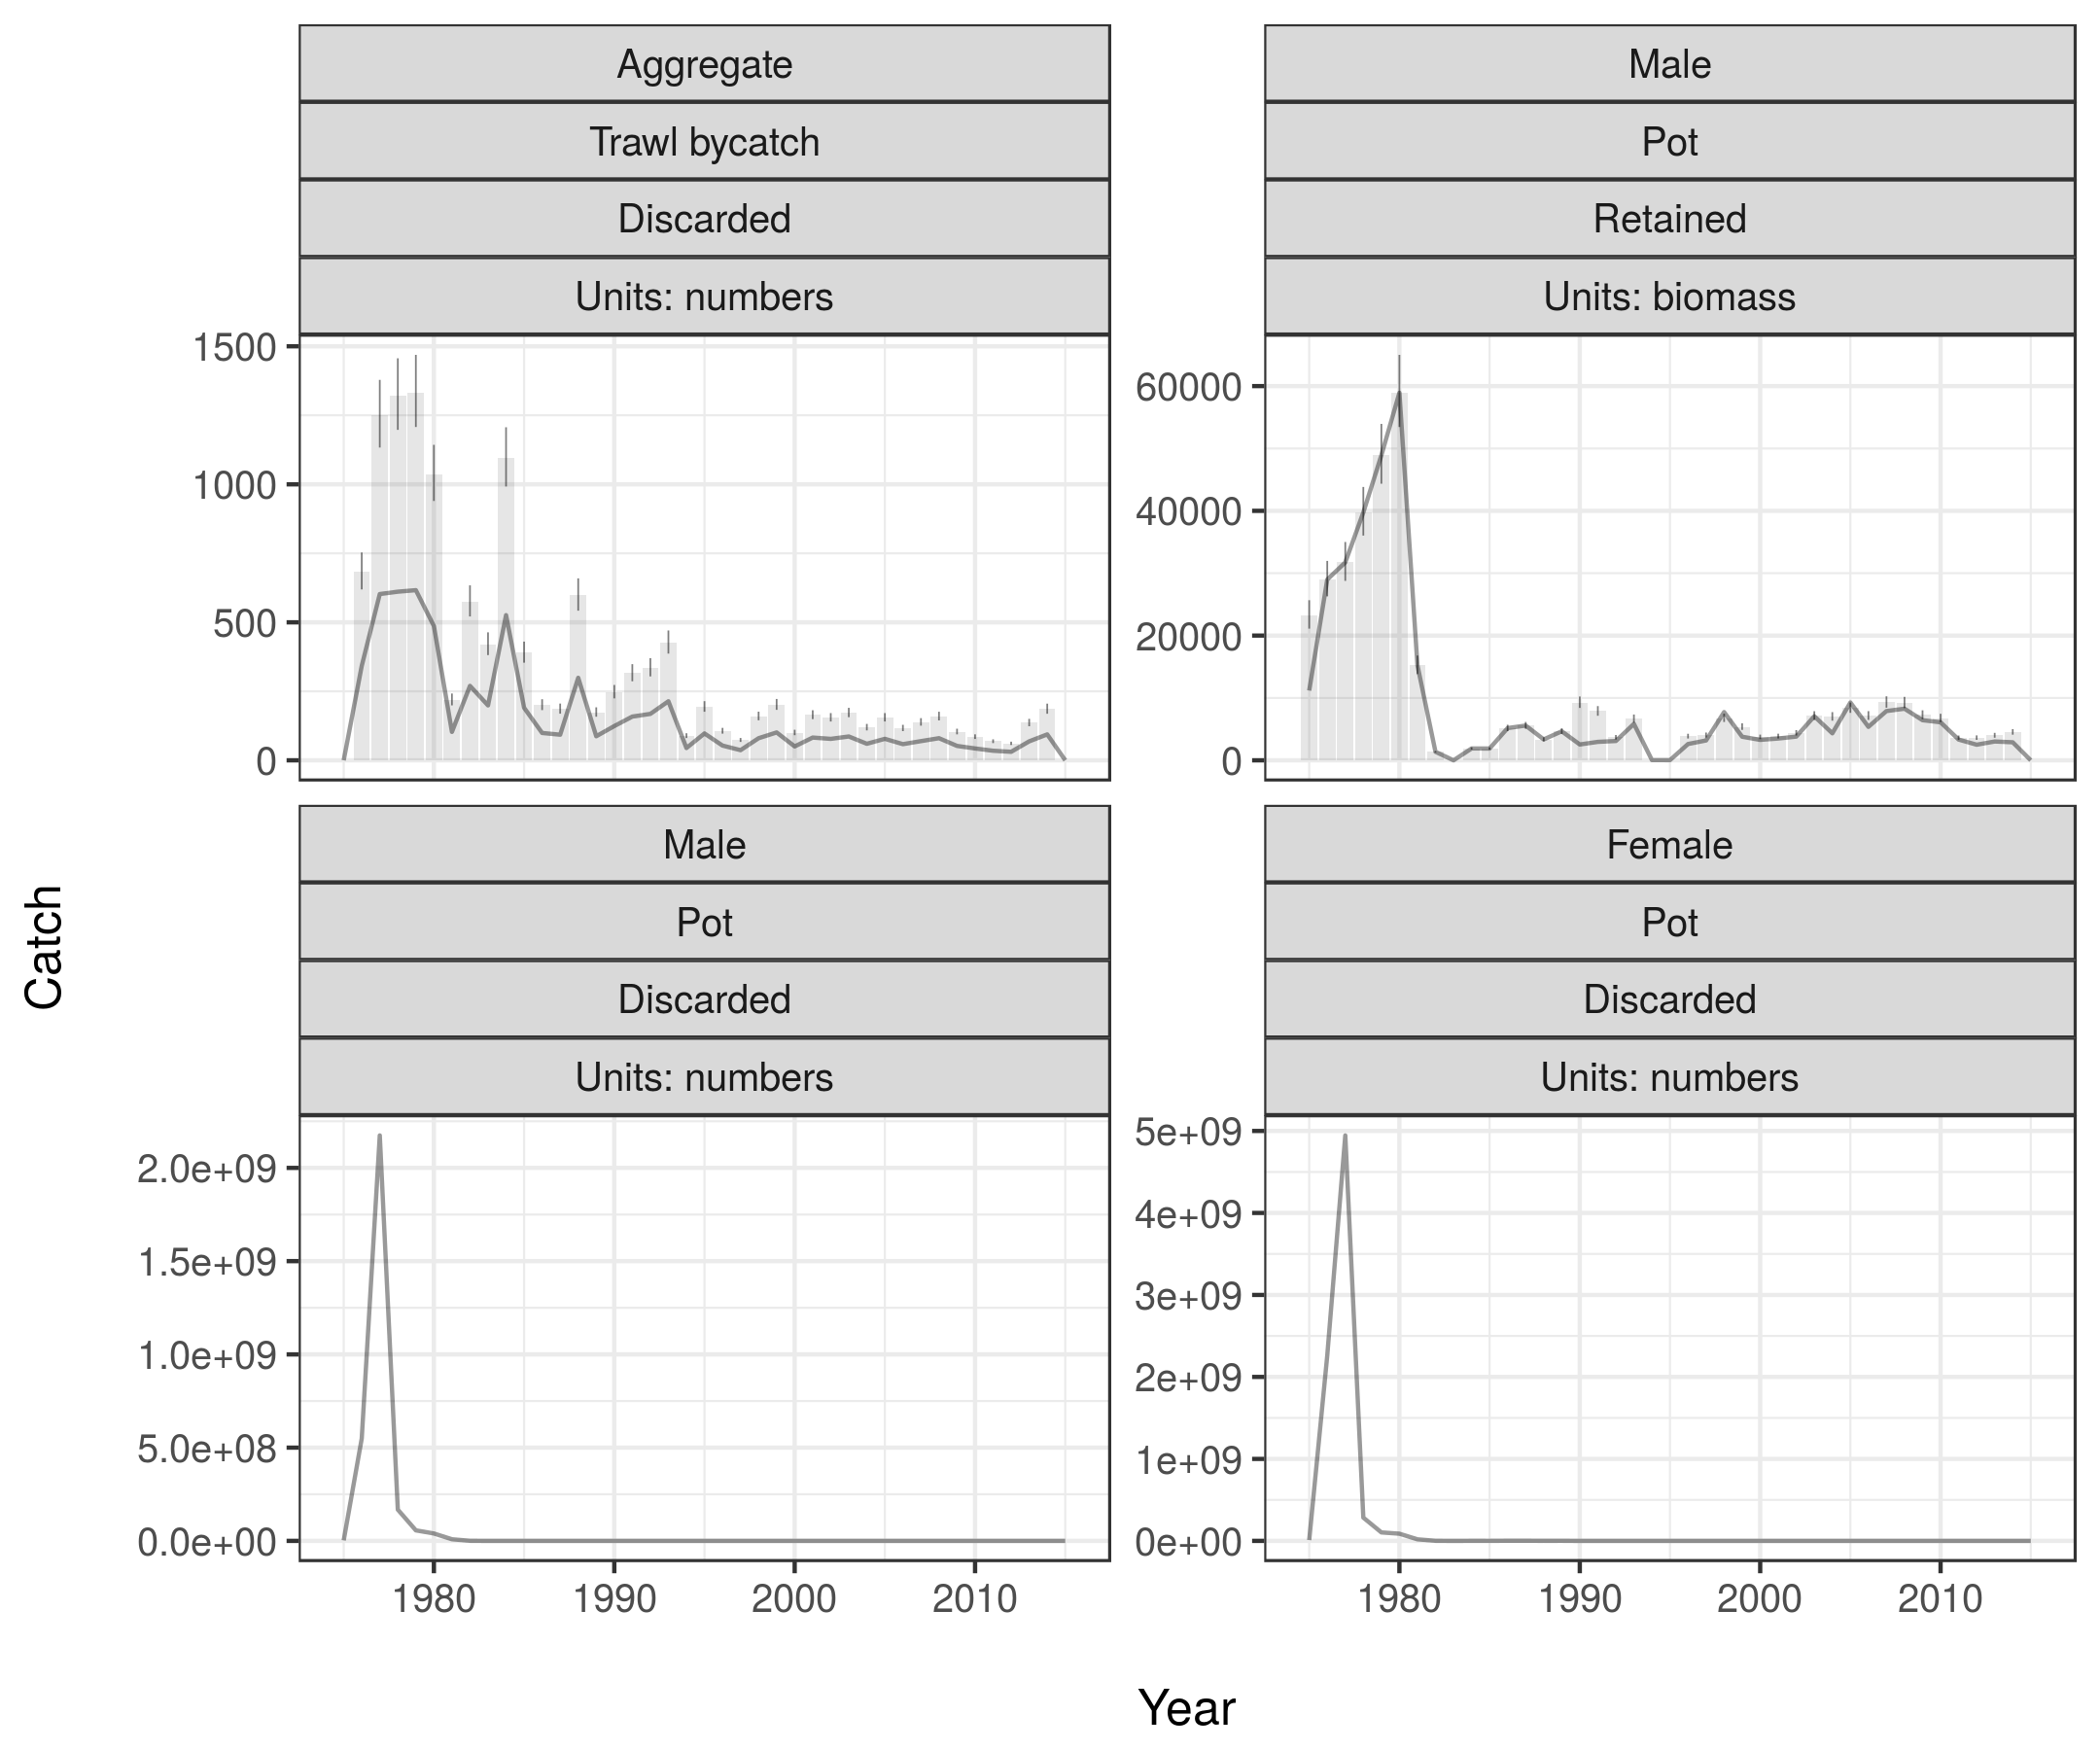 Aggregate
Trawl bycatch
Discarded
Units: numbers
1500
1000
500
0
Male
Pot
Retained
Units: biomass
60000
40000
20000
0
Male
Pot
Discarded
Units: numbers
2.0e+09
1.5e+09
1.0e+09
5.0e+08
0.0e+00
1980 1990 2000 2010
Female
Pot
Discarded
Units: numbers
5e+09
4e+09
3e+09
2e+09
1e+09
0e+00
1980 1990 2000 2010
Catch
Year